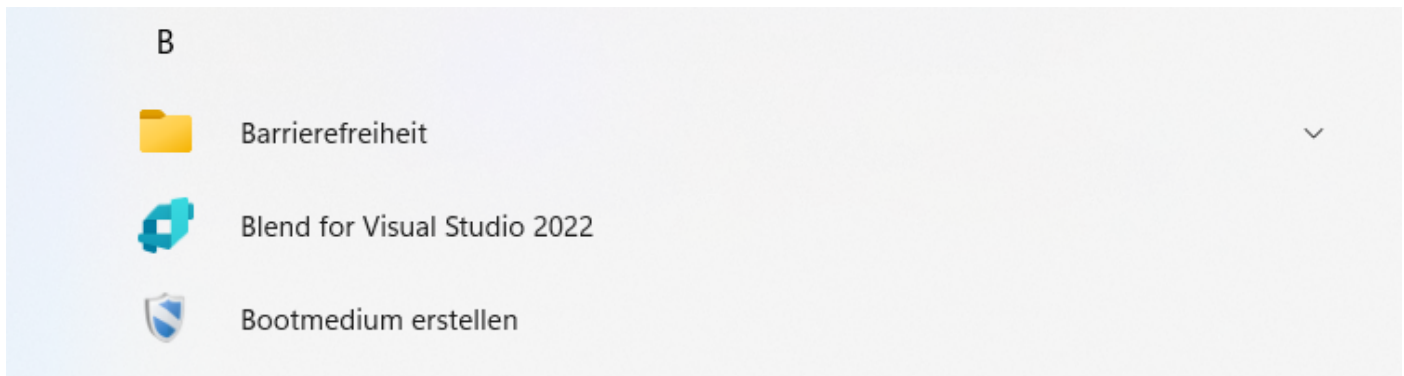 B
Barrierefreiheit
Blend for Visual Studio 2022
Bootmedium erstellen